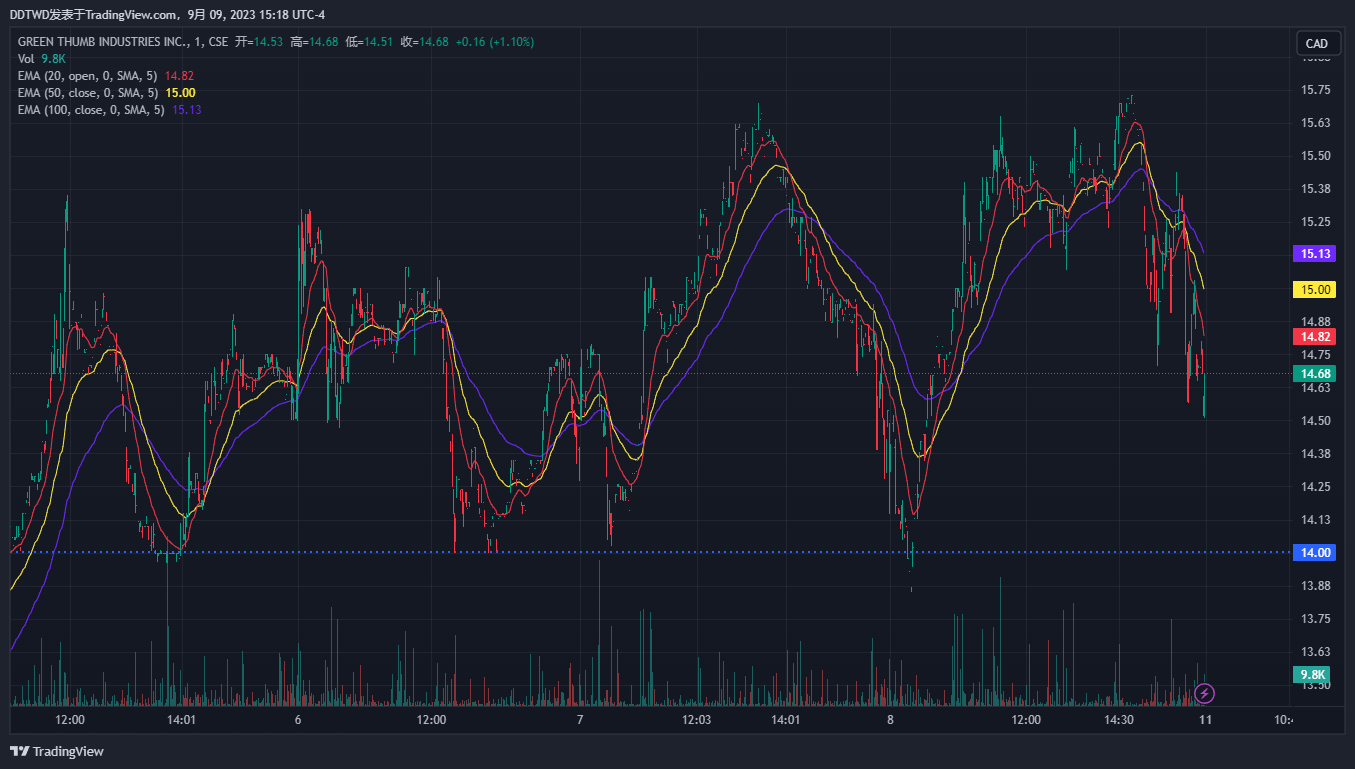 DDTWD发表于TradingView.com, 9月 09, 2023 15:18 UTC-4
GREEN THUMB INDUSTRIES INC., 1, CSE 开=14.53 高=14.68 低=14.51 收=14.68 +0.16 (+1.10%)
CAD
Vol 9.8K
EMA (20, open, 0, SMA, 5) 14.82
EMA (50, close, 0, SMA, 5) 15.00
EMA (100, close, 0, SMA, 5) 15.13
15.75
15.63
15.50
15.38
15.25
15.13
15.00
14.88
14.82
14.75
14.68
14.63
14.50
14.38
14.25
14.13
14.00
13.88
13.75
13.63
9.8K
13.50
12:00 14:01 6 12:00 7 12:03 14:01 8 12:00 14:30 11
TradingView